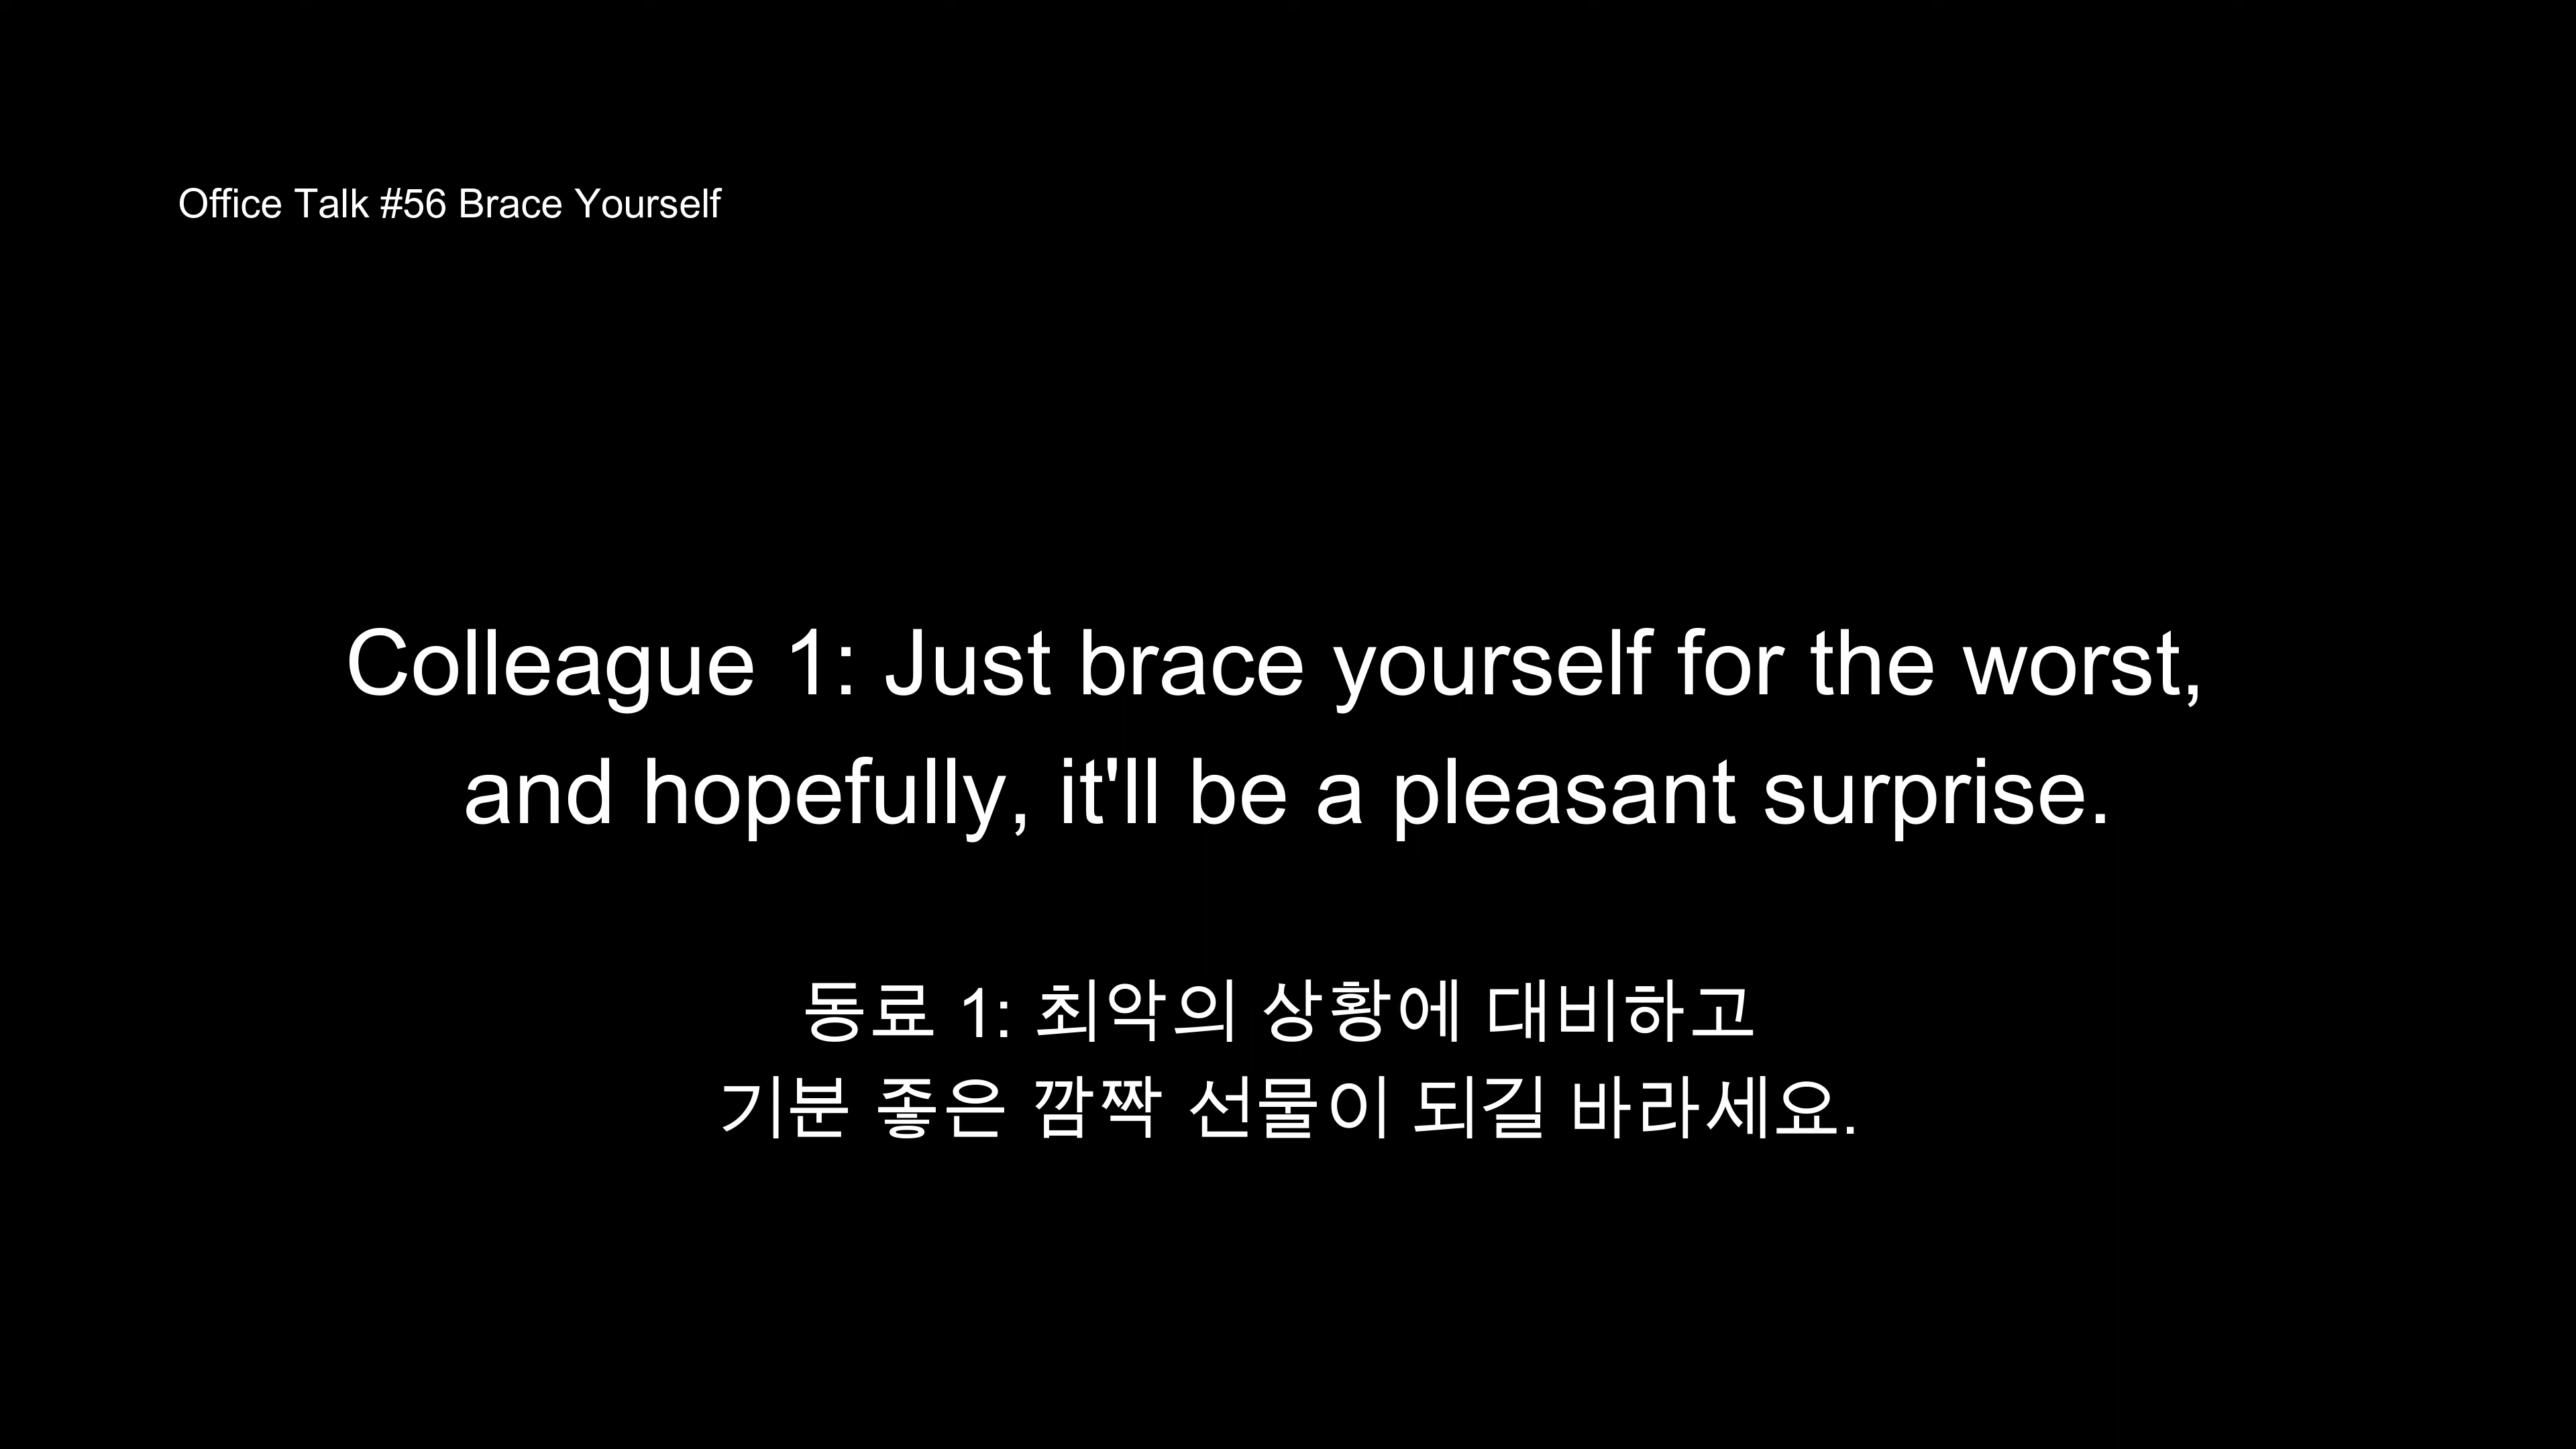 Office Talk #56 Brace Yourself
Colleague 1: Just brace yourself for the worst,
and hopefully, it'll be a pleasant surprise.
동료 1: 최악의 상황에 대비하고
기분 좋은 깜짝 선물이 되길 바라세요.